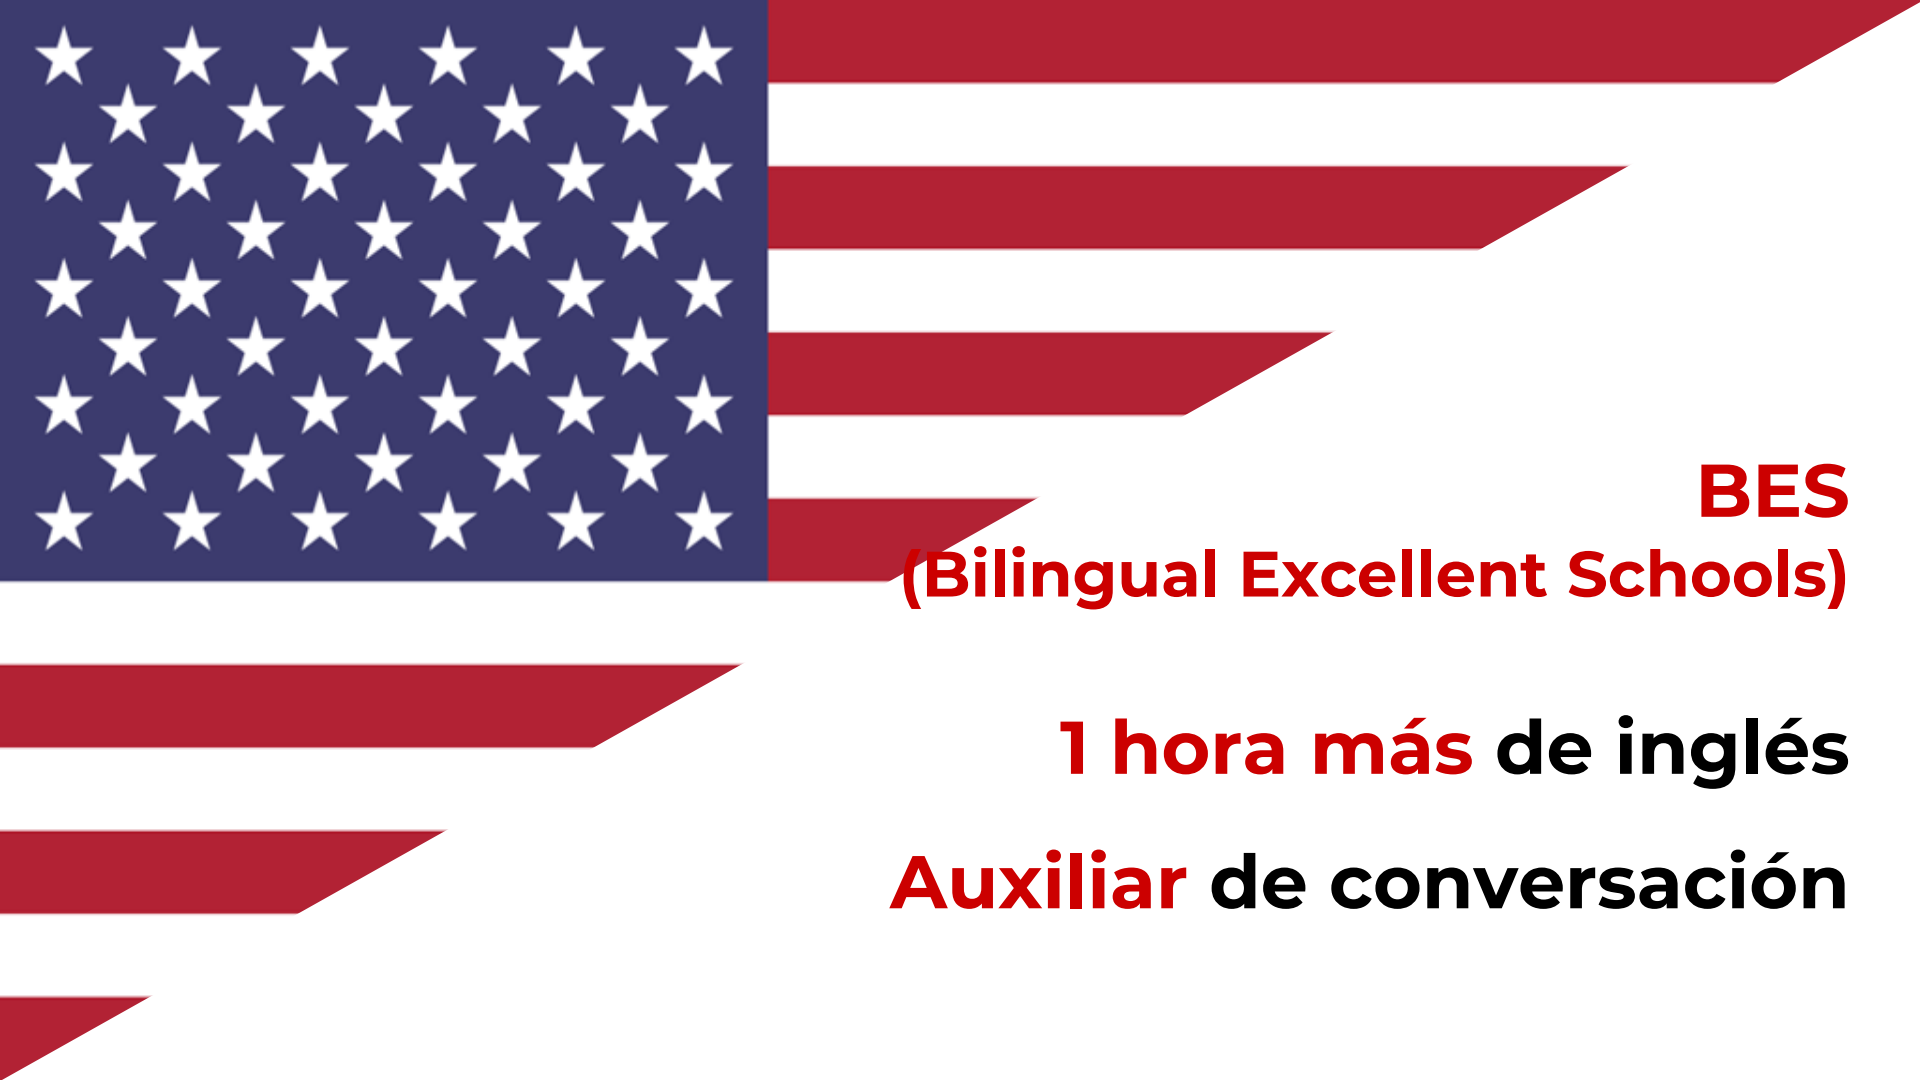 BES
(Bilingual Excellent Schools)
1 hora más de inglés
Auxiliar de conversación